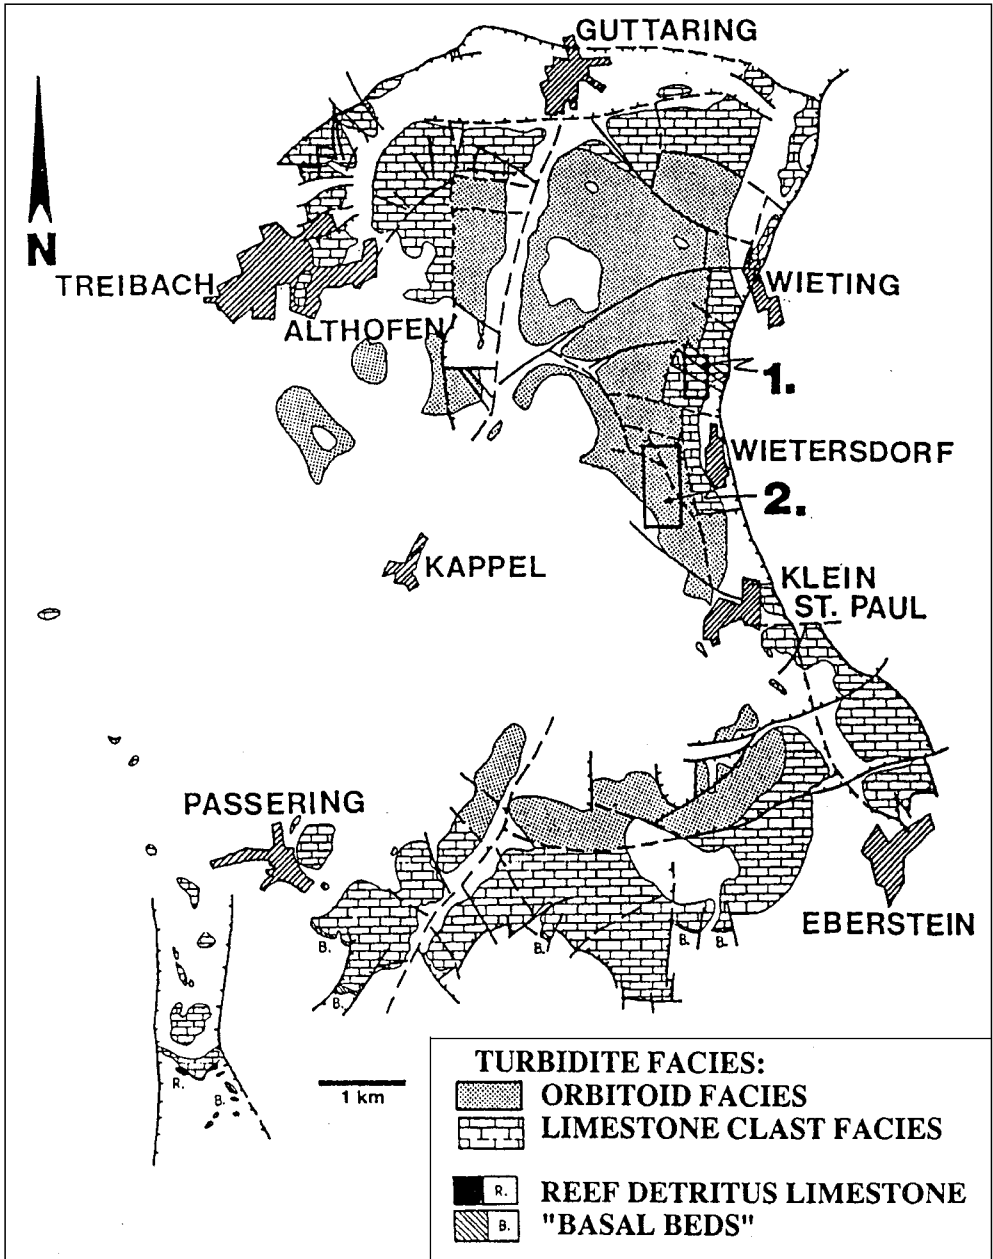 GUTTARING
N
TREIBACH
WIETING
ALTHOFEN
1.
WIETERSDORF
2.
KAPPEL
KLEIN
ST. PAUL
PASSERING
EBERSTEIN
B.
B.
B.
B.
B.
R.
B.
1 km
TURBIDITE FACIES:
ORBITOID FACIES
LIMESTONE CLAST FACIES
R. REEF DETRITUS LIMESTONE
B. "BASAL BEDS"